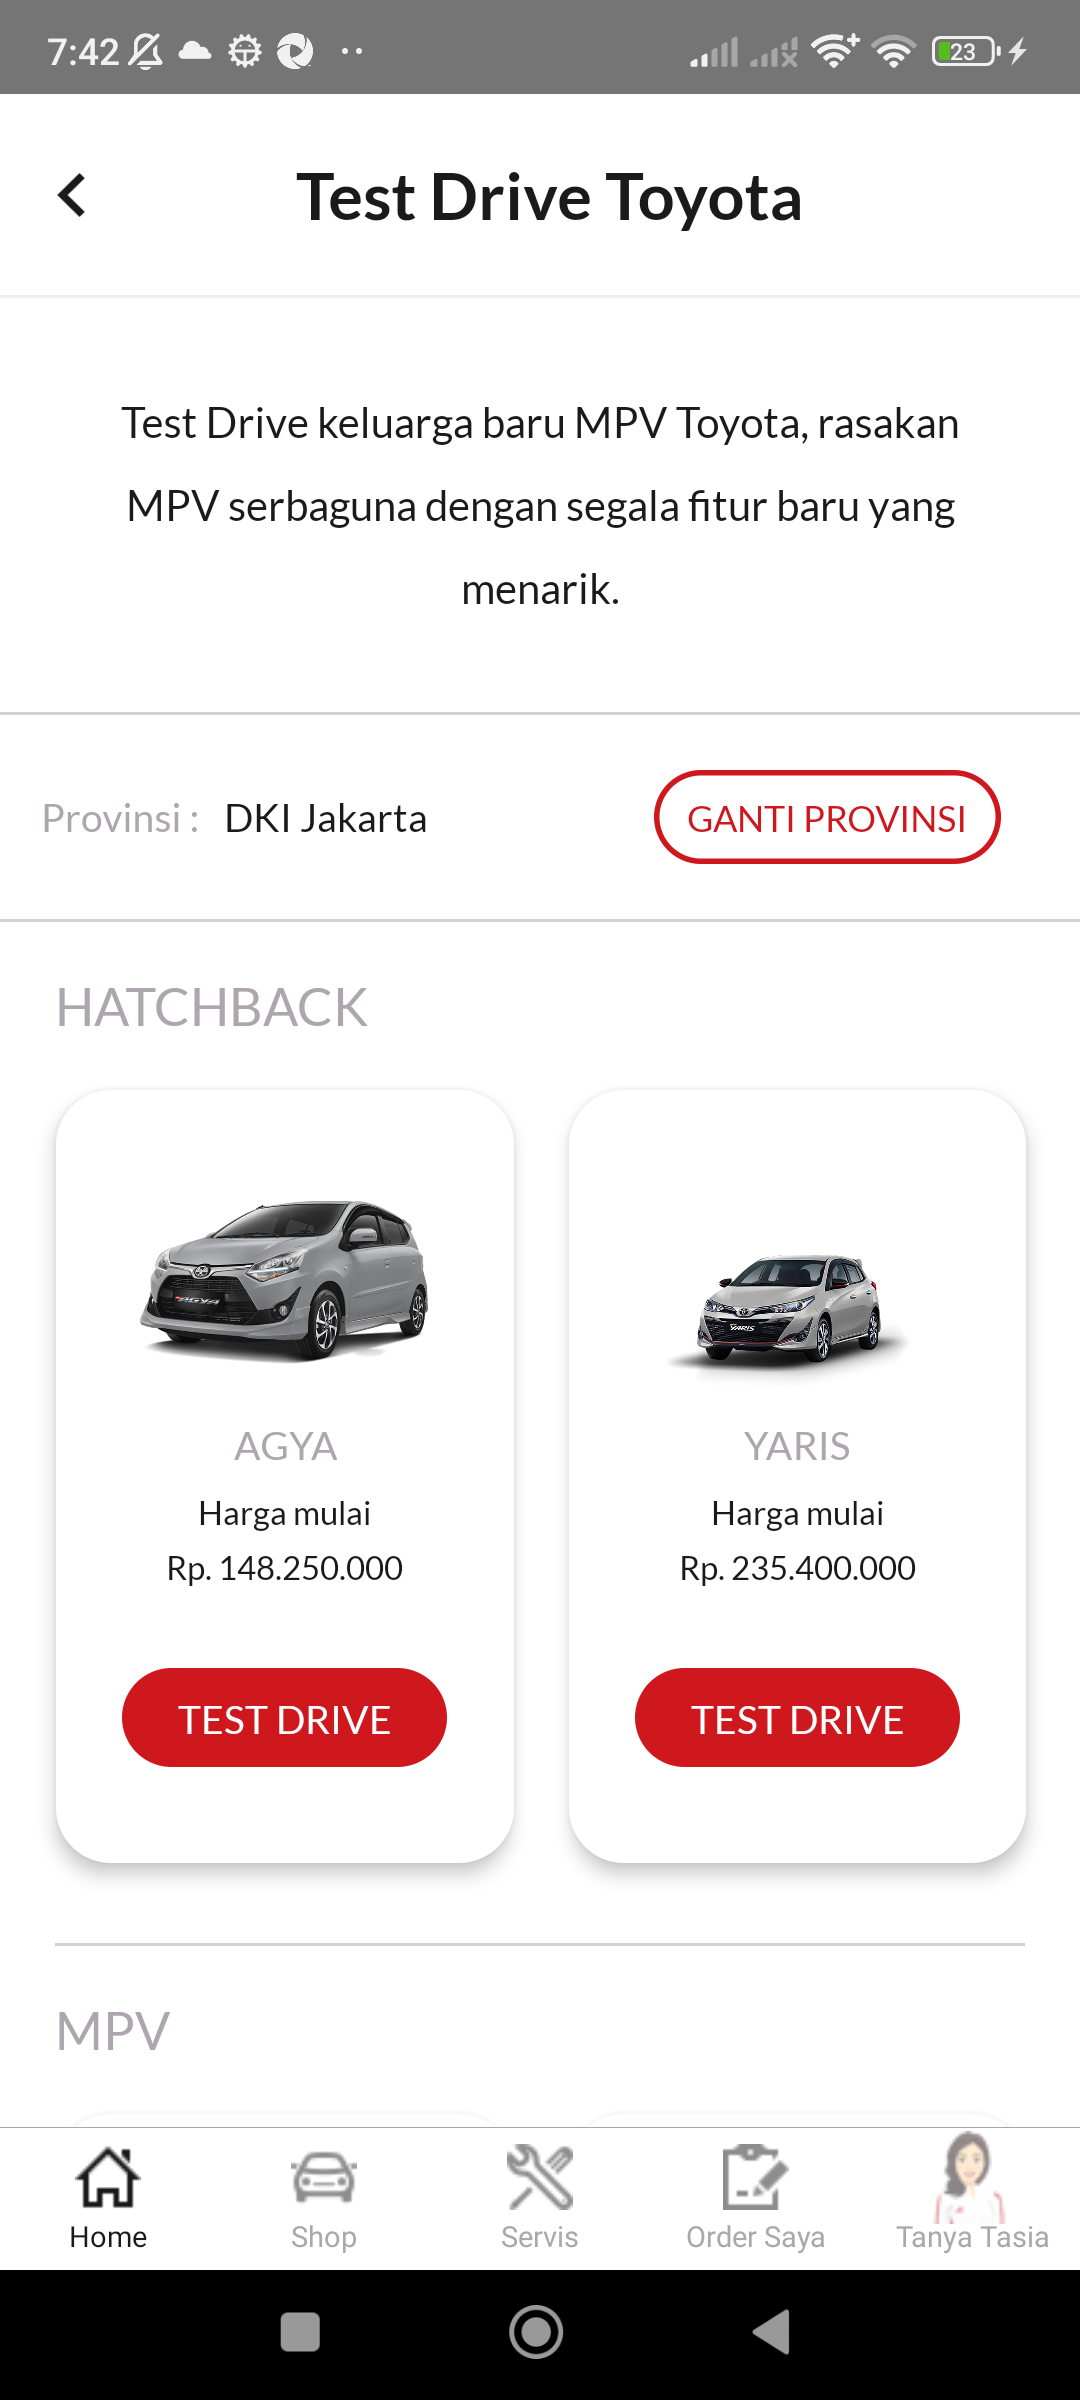 7:42
23
Test Drive Toyota
Test Drive keluarga baru MPV Toyota, rasakan
MPV serbaguna dengan segala fitur baru yang
menarik.
Provinsi : DKI Jakarta
GANTI PROVINSI
HATCHBACK
AGYA
YARIS
AGYA
Harga mulai
Rp. 148.250.000
TEST DRIVE
YARIS
Harga mulai
Rp. 235.400.000
TEST DRIVE
MPV
Home
Shop
Servis
Order Saya
Tanya Tasia